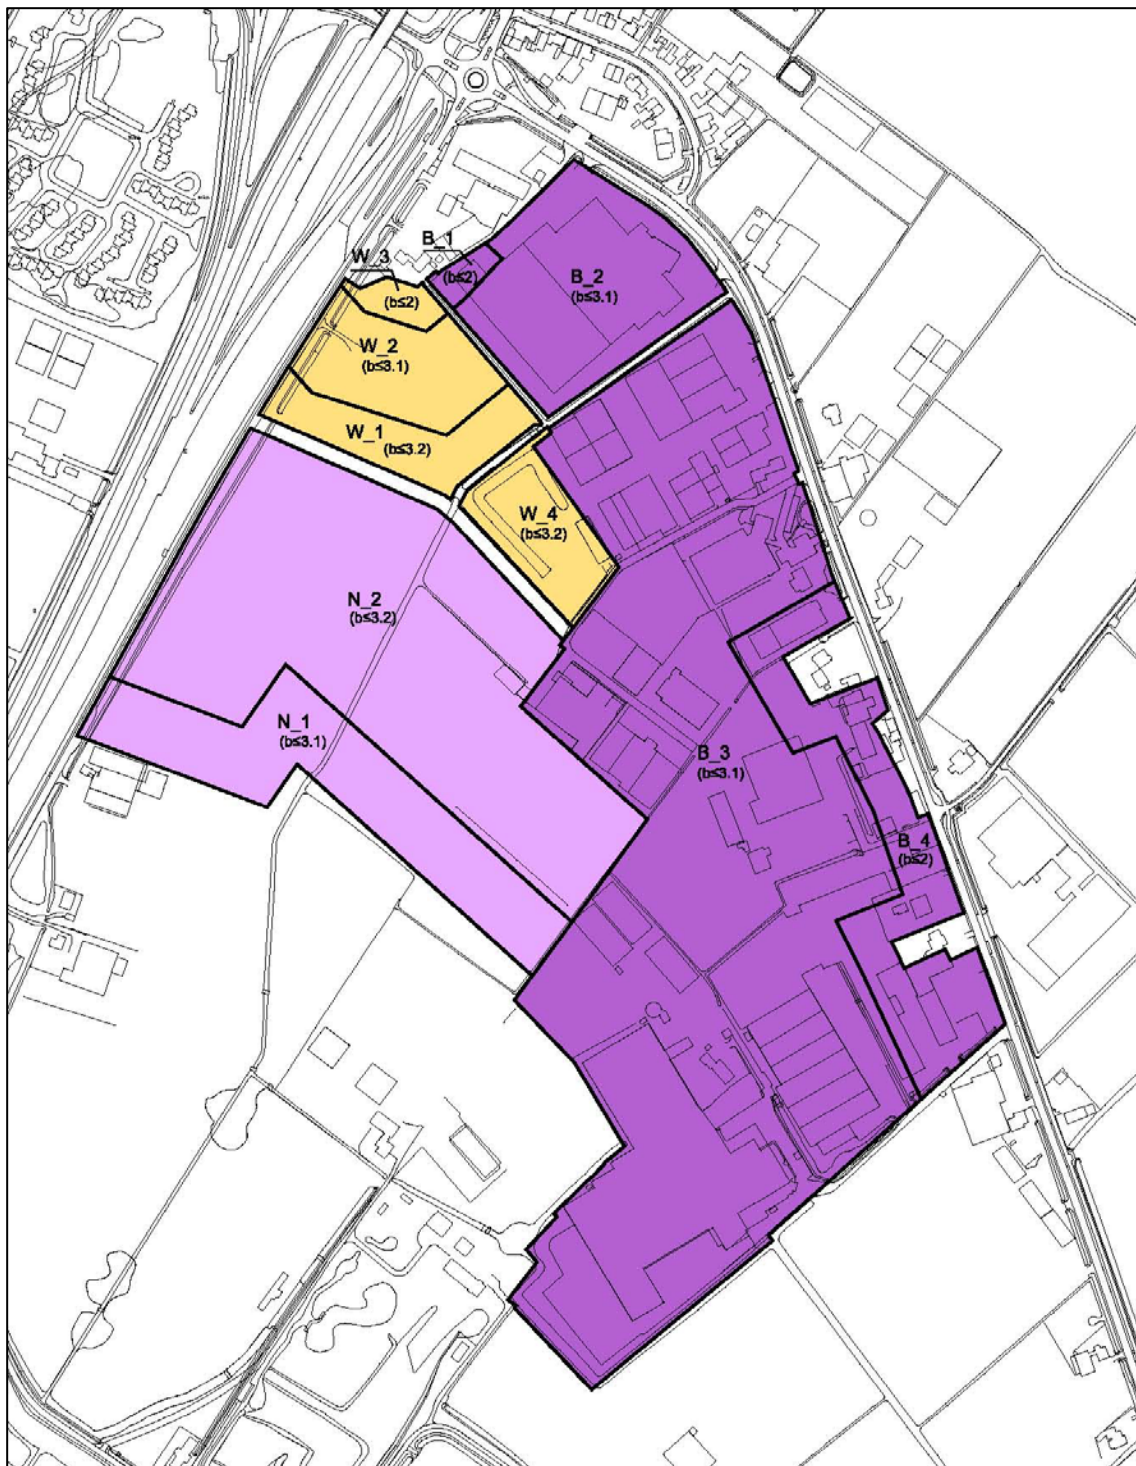 B_1
(b≤2)
W_3
(b≤2)
B_2
(b≤3.1)
W_2
(b≤3.1)
W_1
(b≤3.2)
W_4
(b≤3.2)
N_2
(b≤3.2)
N_1
(b≤3.1)
B_3
(b≤3.1)
B_4
(b≤2)